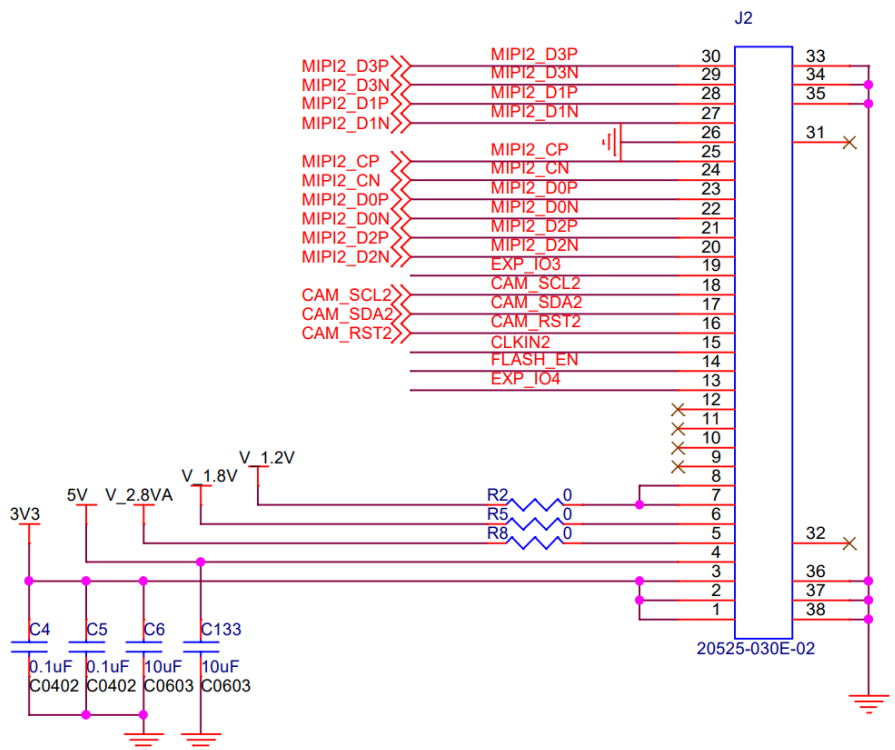 J2
MIPI2_D3P MIPI2_D3P 30 33
MIPI2_D3N MIPI2_D3N 29 34
MIPI2_D1P MIPI2_D1P 28 35
MIPI2_D1N MIPI2_D1N 27
26 31
MIPI2_CP MIPI2_CP 25
MIPI2_CN MIPI2_CN 24
MIPI2_D0P MIPI2_D0P 23
MIPI2_D0N MIPI2_D0N 22
MIPI2_D2P MIPI2_D2P 21
MIPI2_D2N MIPI2_D2N 20
EXP_IO3 19
CAM_SCL2 CAM_SCL2 18
CAM_SDA2 CAM_SDA2 17
CAM_RST2 CAM_RST2 16
CLKIN2 15
FLASH_EN 14
EXP_IO4 13
12
11
10
9
V_1.2V
V_1.8V 8
5V V_2.8VA R2 0 7
3V3 R5 0 6
R8 0 5 32
4
3 36
2 37
1 38
C4 C5 C6 C133
20525-030E-02
0.1uF 0.1uF 10uF 10uF
C0402 C0402 C0603 C0603